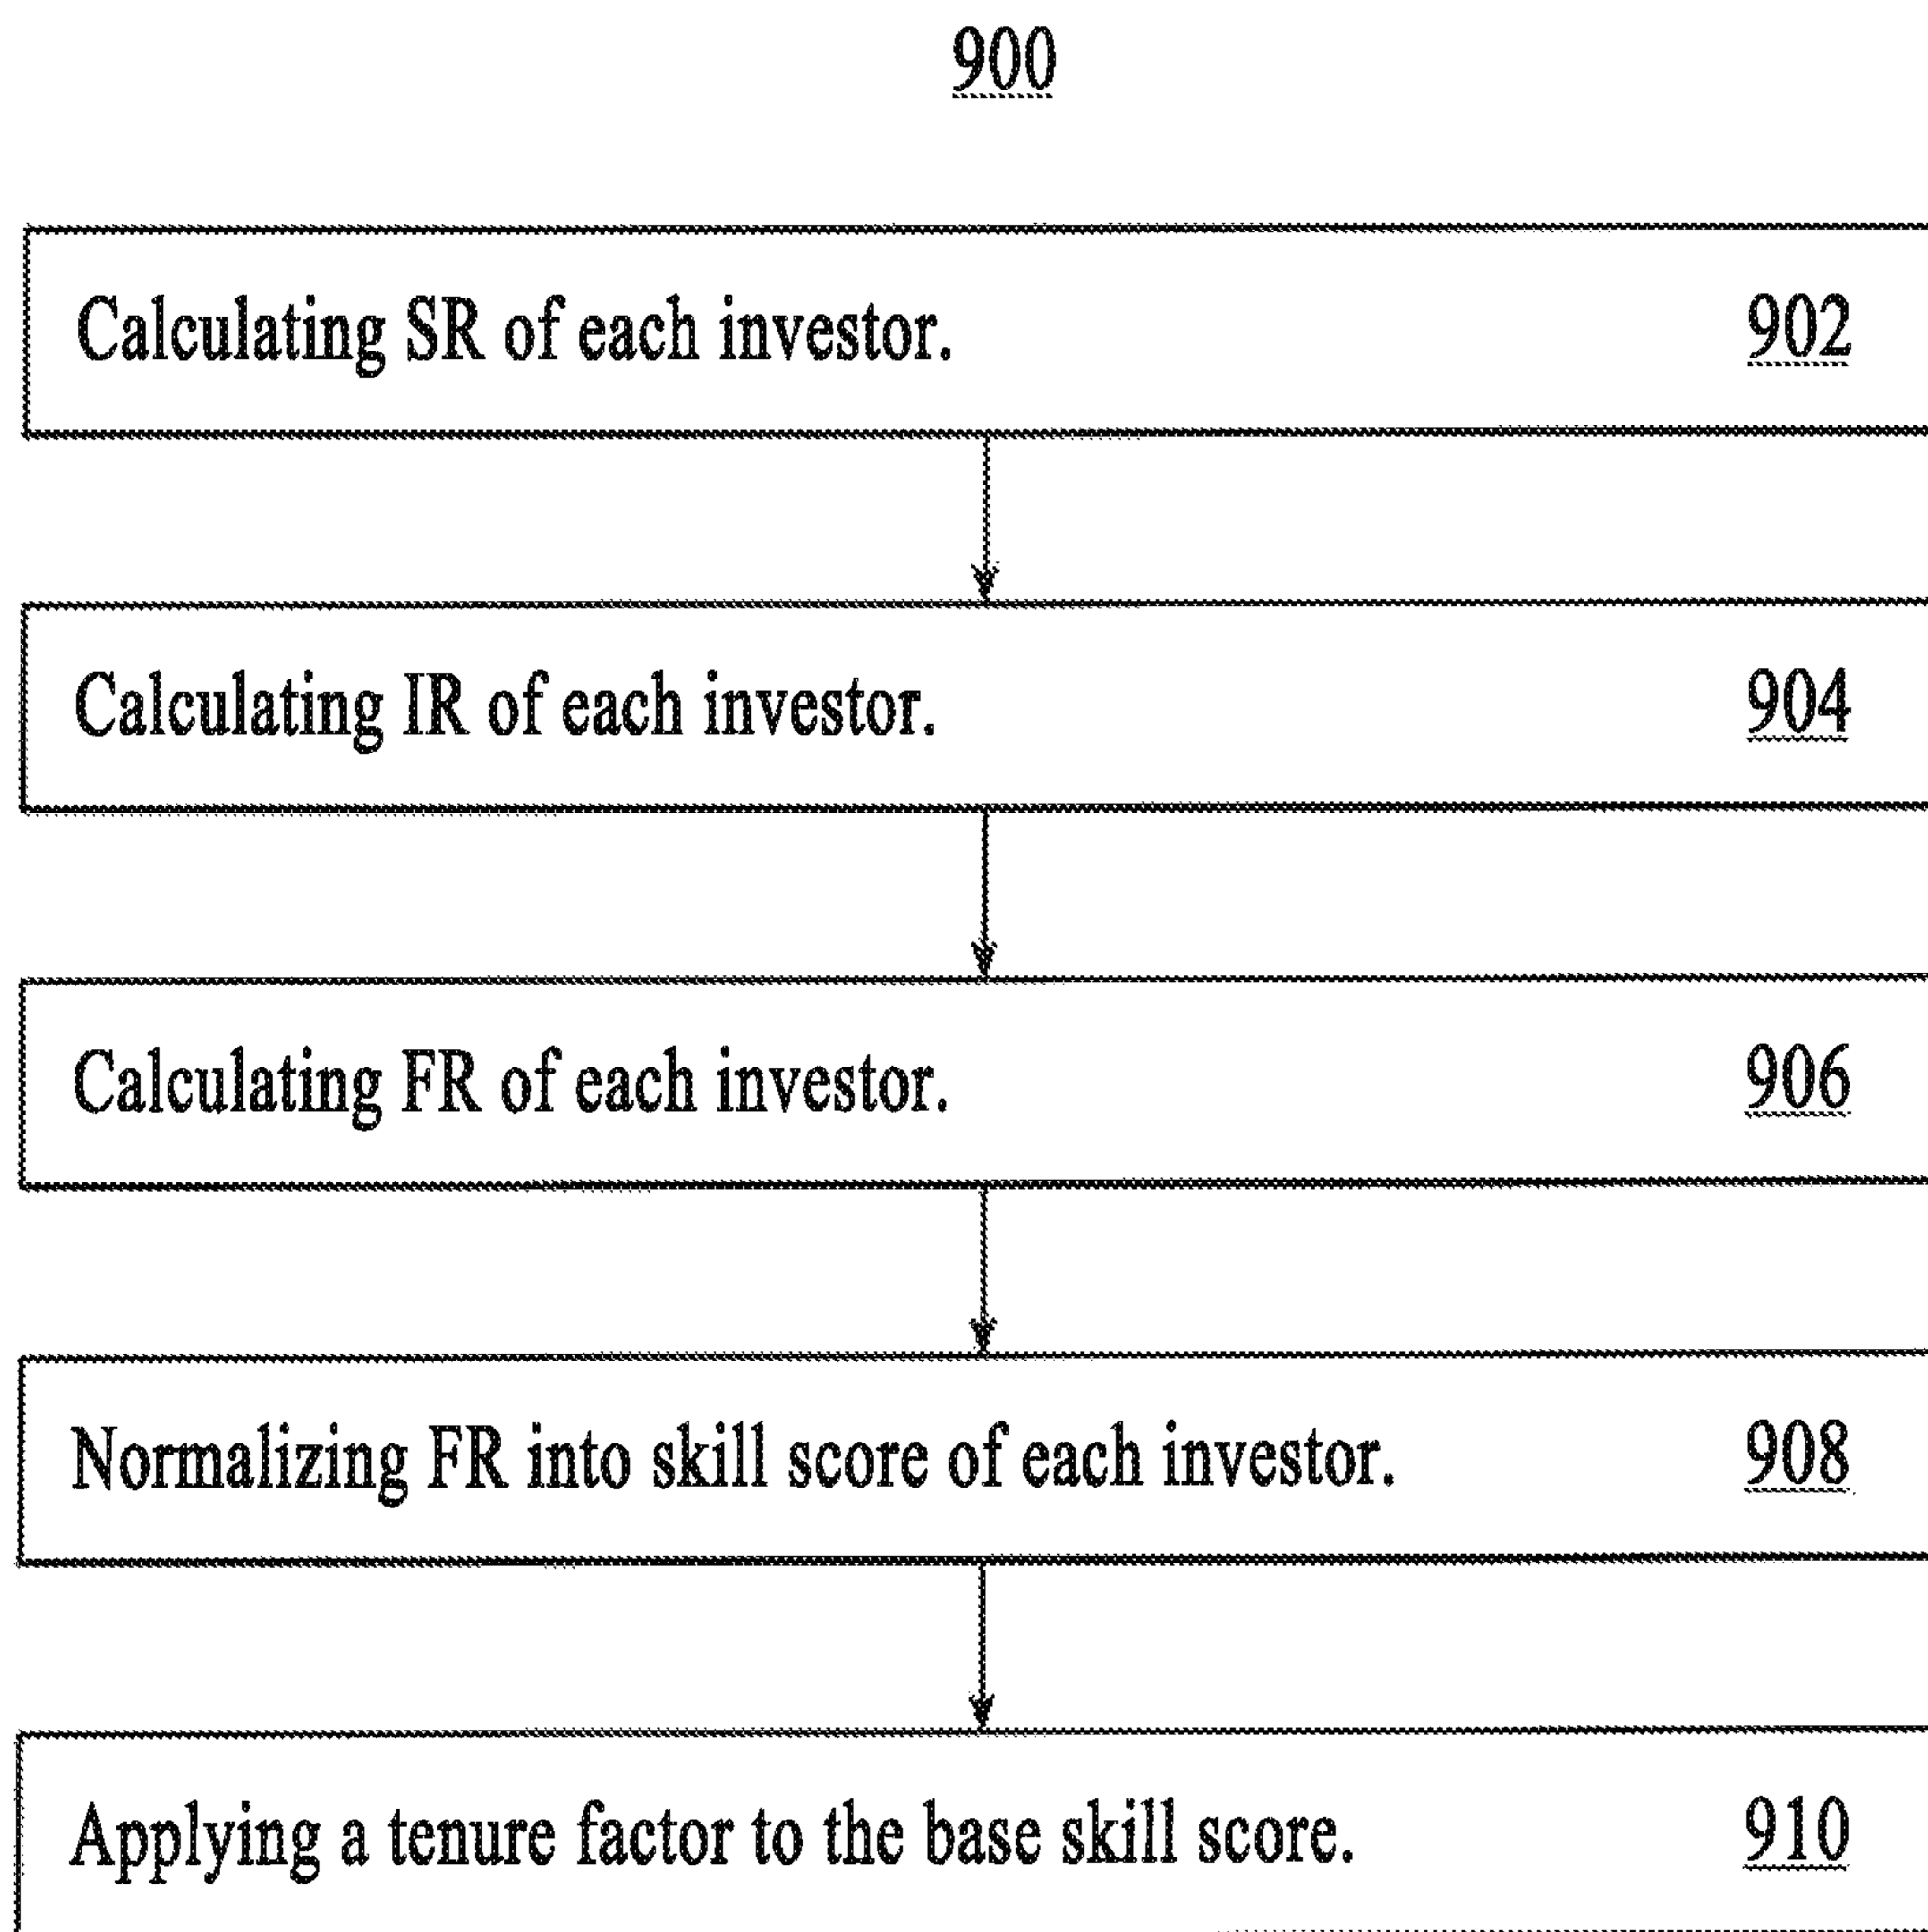 900
Calculating SR of each investor. 902
Calculating IR of each investor. 904
Calculating FR of each investor. 906
Normalizing FR into skill score of each investor. 908
Applying a tenure factor to the base skill score. 910